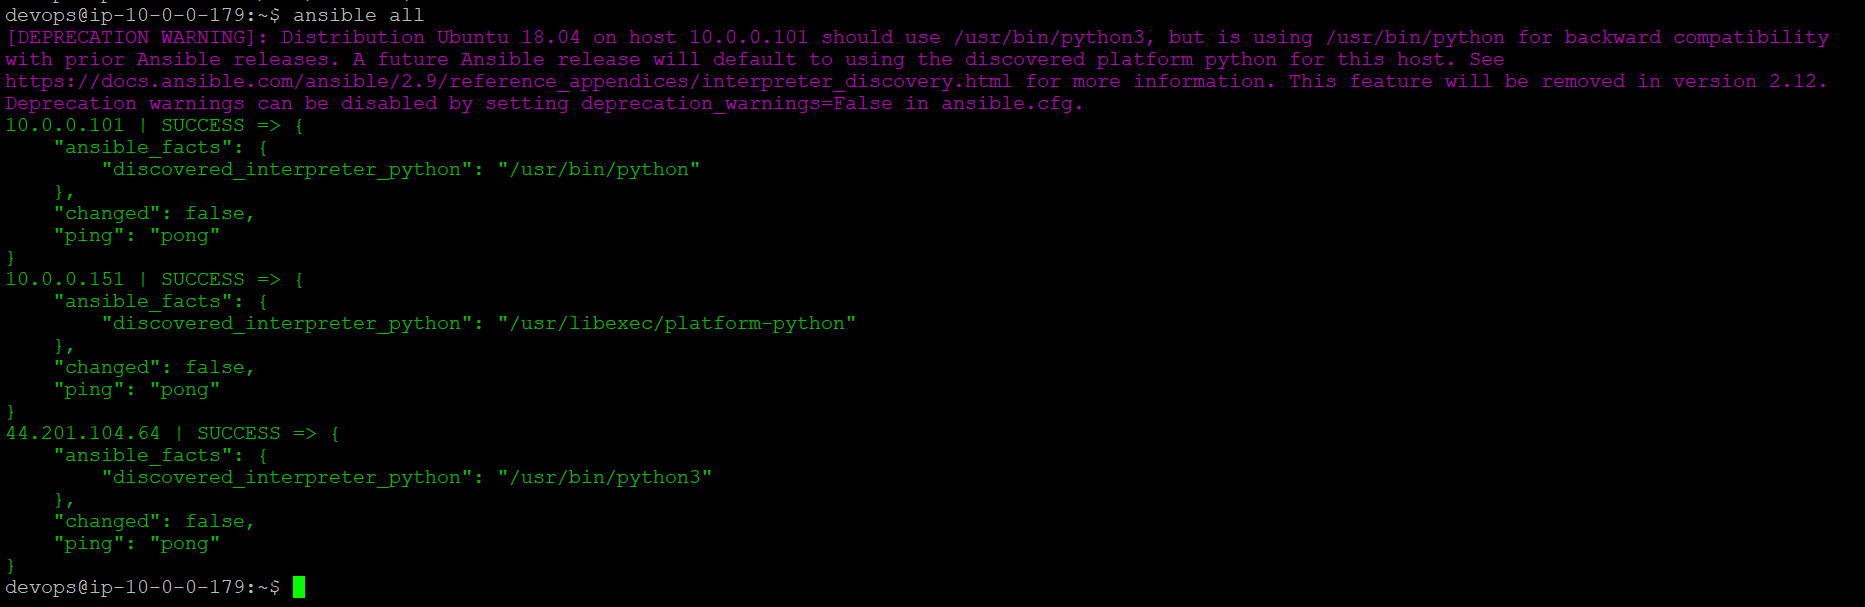 devops@ip-10-0-0-179:~$ ansible all
[DEPRECATION WARNING]: Distribution Ubuntu 18.04 on host 10.0.0.101 should use /usr/bin/python3, but is using /usr/bin/python for backward compatibility
with prior Ansible releases. A future Ansible release will default to using the discovered platform python for this host. See
https://docs.ansible.com/ansible/2.9/reference_appendices/interpreter_discovery.html for more information. This feature will be removed in version 2.12.
Deprecation warnings can be disabled by setting deprecation_warnings=False in ansible.cfg.
10.0.0.101 | SUCCESS => {
    "ansible_facts": {
        "discovered_interpreter_python": "/usr/bin/python"
    },
    "changed": false,
    "ping": "pong"
}
10.0.0.151 | SUCCESS => {
    "ansible_facts": {
        "discovered_interpreter_python": "/usr/libexec/platform-python"
    },
    "changed": false,
    "ping": "pong"
}
44.201.104.64 | SUCCESS => {
    "ansible_facts": {
        "discovered_interpreter_python": "/usr/bin/python3"
    },
    "changed": false,
    "ping": "pong"
}
devops@ip-10-0-0-179:~$